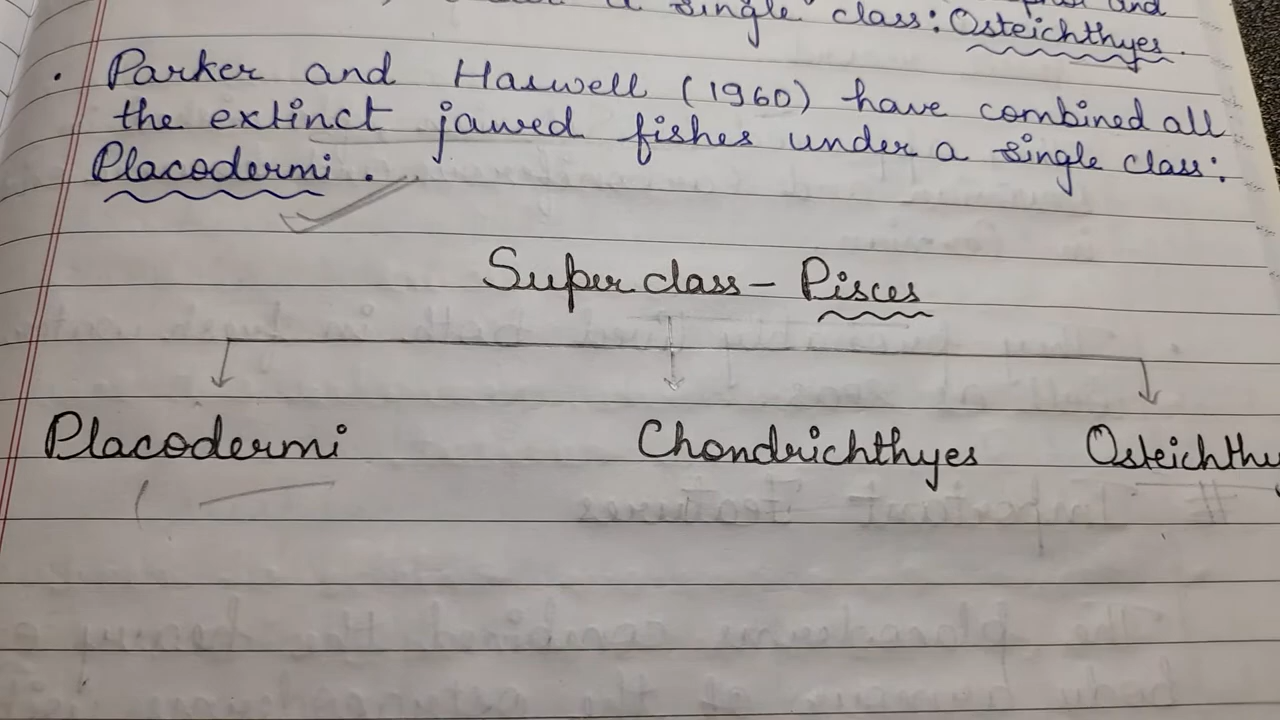 a single class: Osteichthyes.
• Parker and Haswell (1960) have combined all
the extinct jawed fishes under a single class:
Placodermi.
Super class – Pisces
Placodermi Chondrichthyes Osteichthy